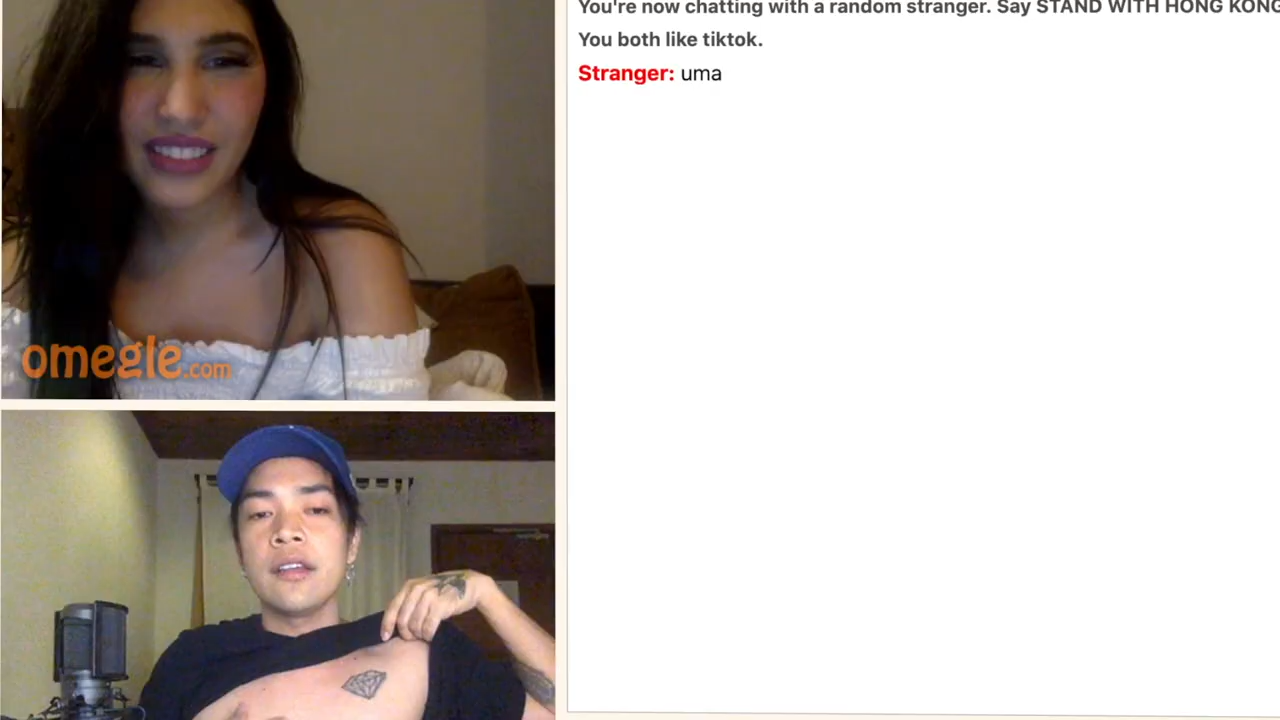 You're now chatting with a random stranger. Say STAND WITH HONG KONG
You both like tiktok.
Stranger: uma
omegle.com